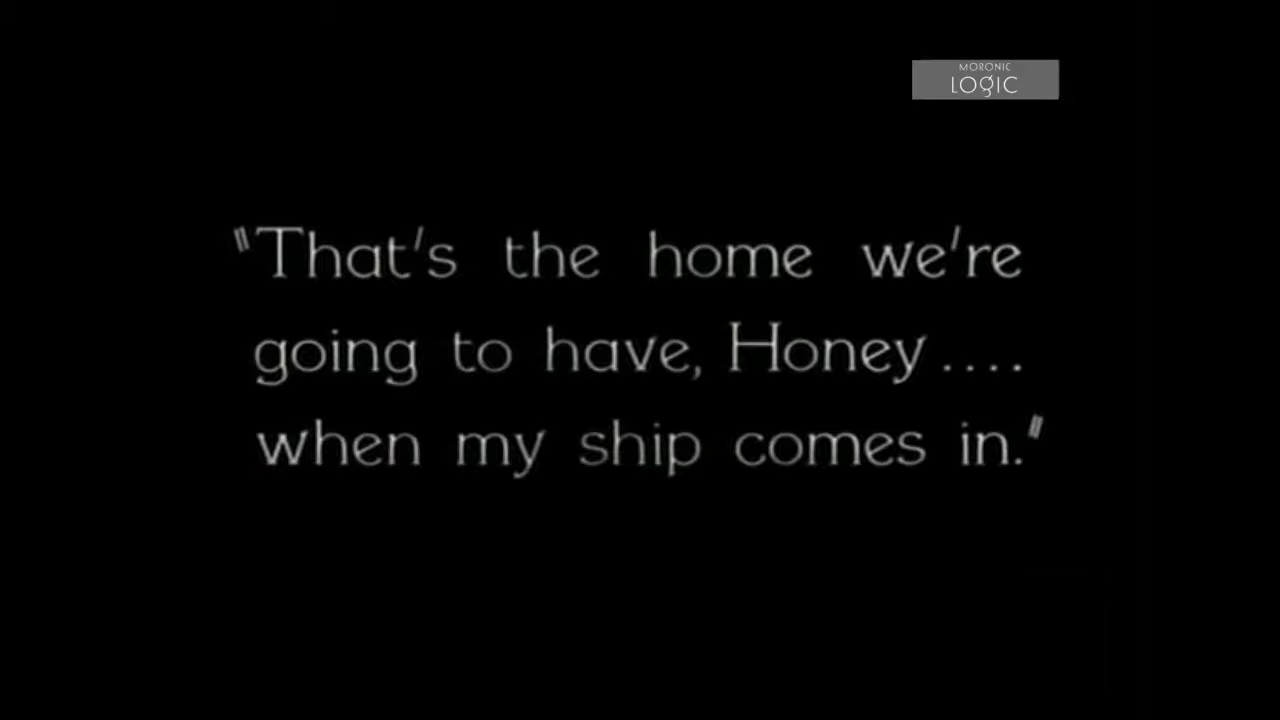 MORONIC
LOGIC
"That's the home we're
going to have, Honey....
when my ship comes in."